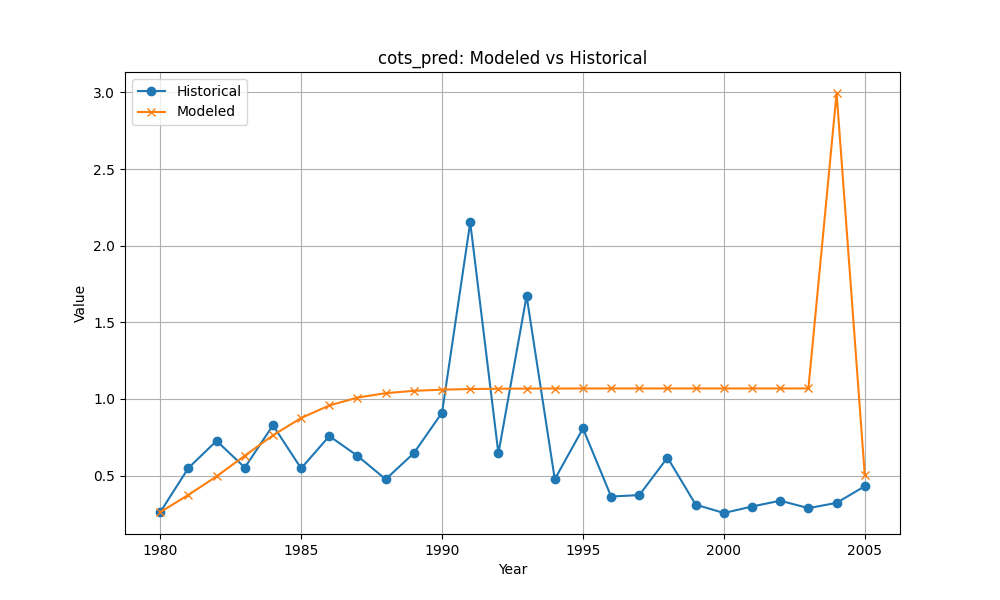 cots_pred: Modeled vs Historical
Historical
Modeled
3.0
2.5
2.0
1.5
1.0
0.5
Value
1980 1985 1990 1995 2000 2005
Year